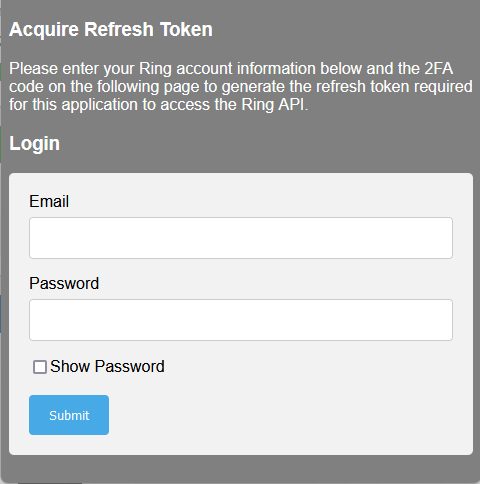 Acquire Refresh Token
Please enter your Ring account information below and the 2FA
code on the following page to generate the refresh token required
for this application to access the Ring API.
Login
Email
Password
Show Password
Submit